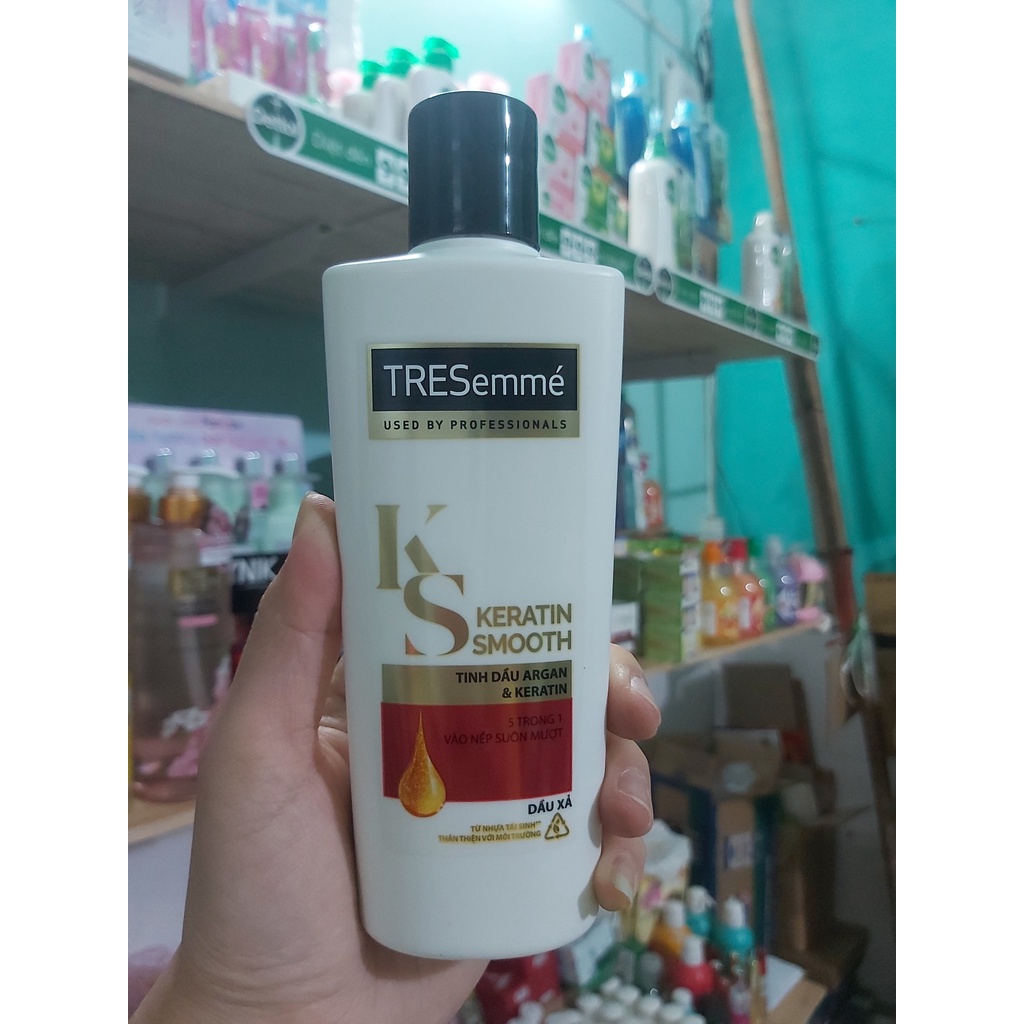 Dettol
TRESemmé
USED BY PROFESSIONALS
KS
KERATIN
SMOOTH
TINH DẦU ARGAN
& KERATIN
5 TRONG 1
VÀO NẾP SUÔN MƯỢT
DẦU XẢ
TỪ NHỰA TÁI SINH**
THÂN THIỆN VỚI MÔI TRƯỜNG